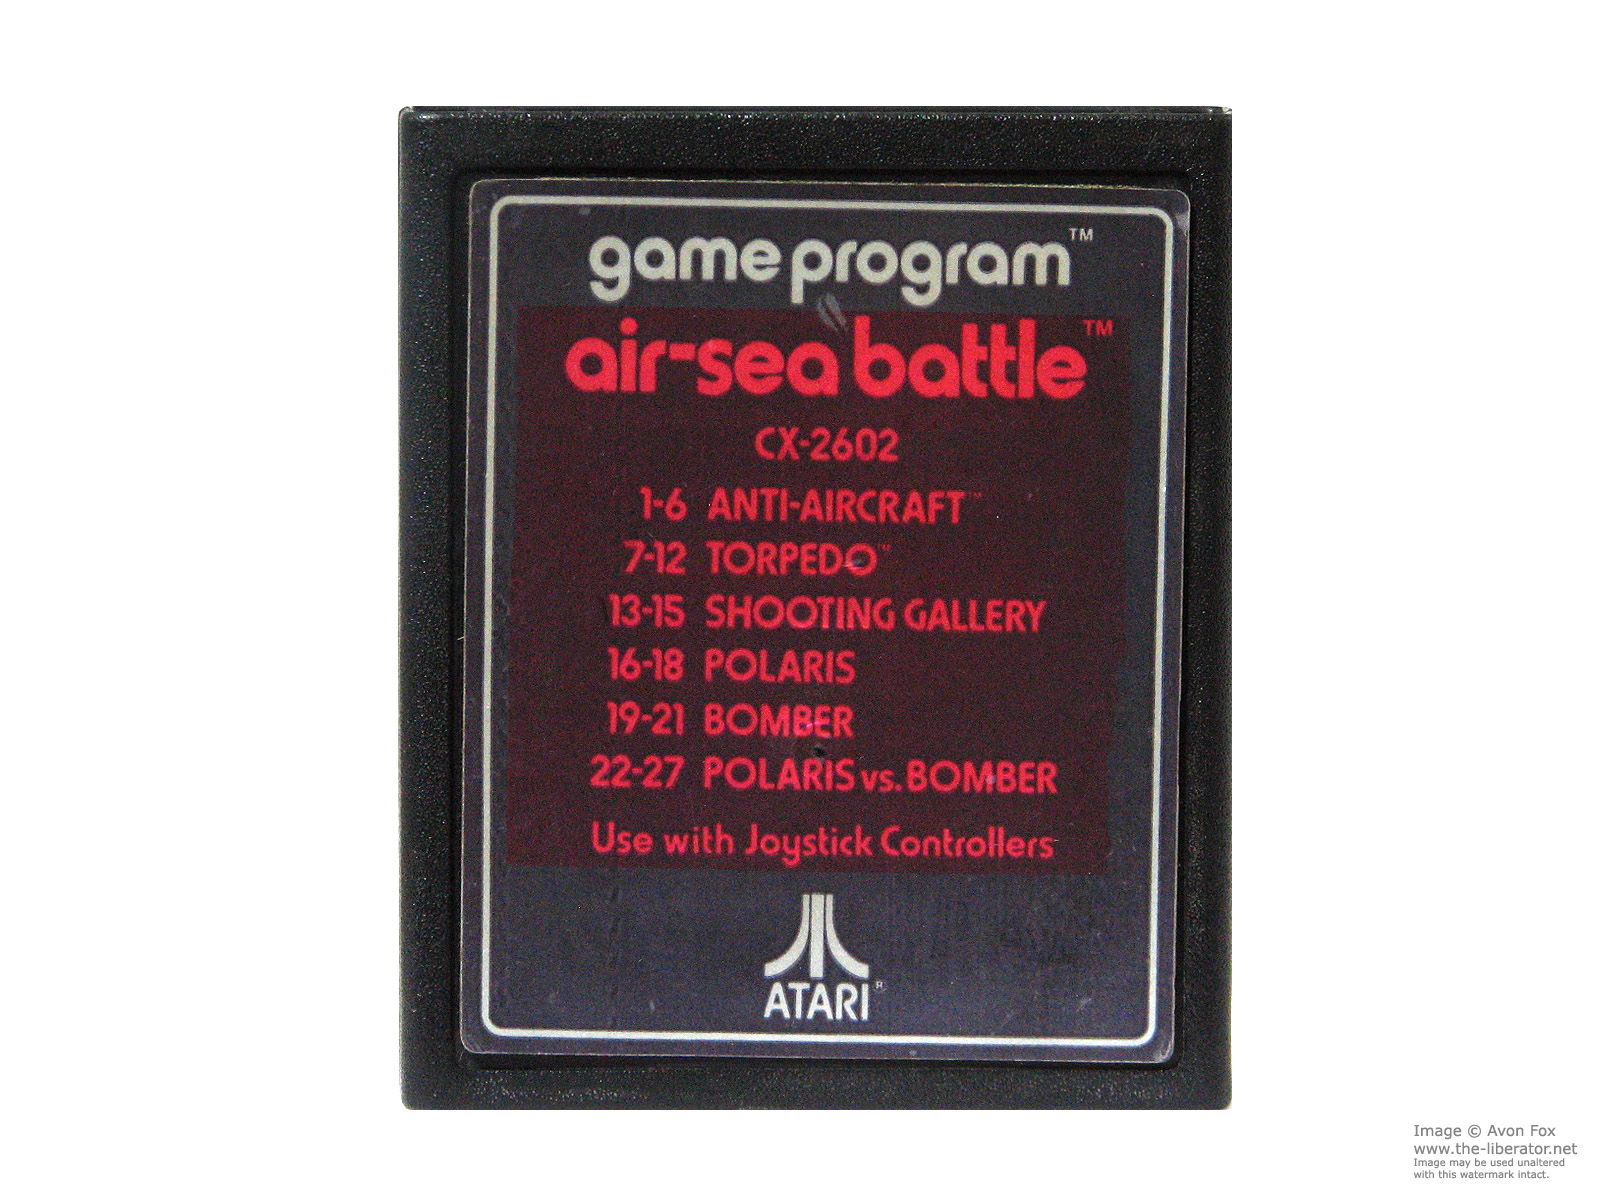 game program™
air-sea battle™
CX-2602
1-6 ANTI-AIRCRAFT™
7-12 TORPEDO™
13-15 SHOOTING GALLERY
16-18 POLARIS
19-21 BOMBER
22-27 POLARIS vs. BOMBER
Use with Joystick Controllers
ATARI®
Image © Avon Fox
www.the-liberator.net
Image may be used unaltered
with this watermark intact.